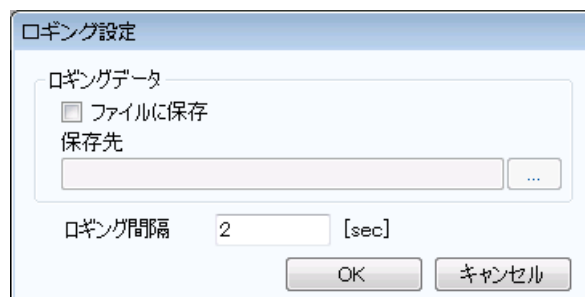 ロギング設定
ロギングデータ
ファイルに保存
保存先
...
ロギング間隔 2 [sec]
OK キャンセル